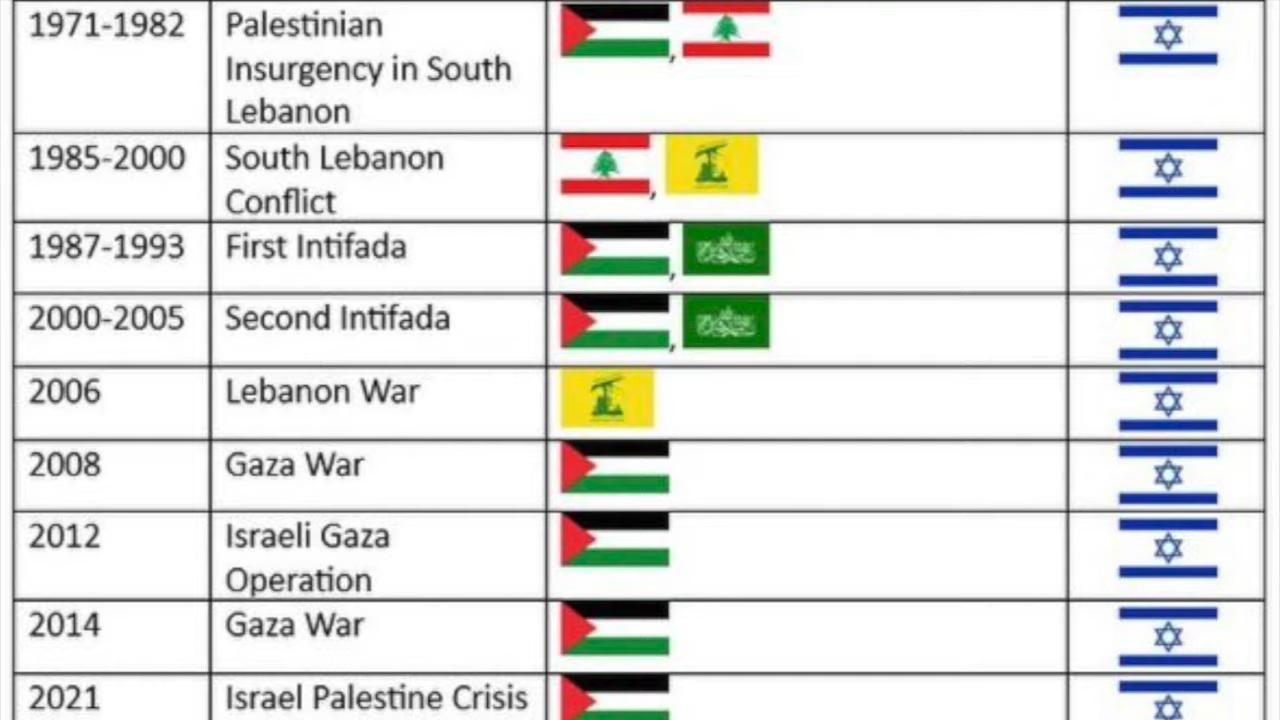 1971-1982 Palestinian
Insurgency in South
Lebanon
1985-2000 South Lebanon
Conflict
1987-1993 First Intifada
2000-2005 Second Intifada
2006 Lebanon War
2008 Gaza War
2012 Israeli Gaza
Operation
2014 Gaza War
2021 Israel Palestine Crisis